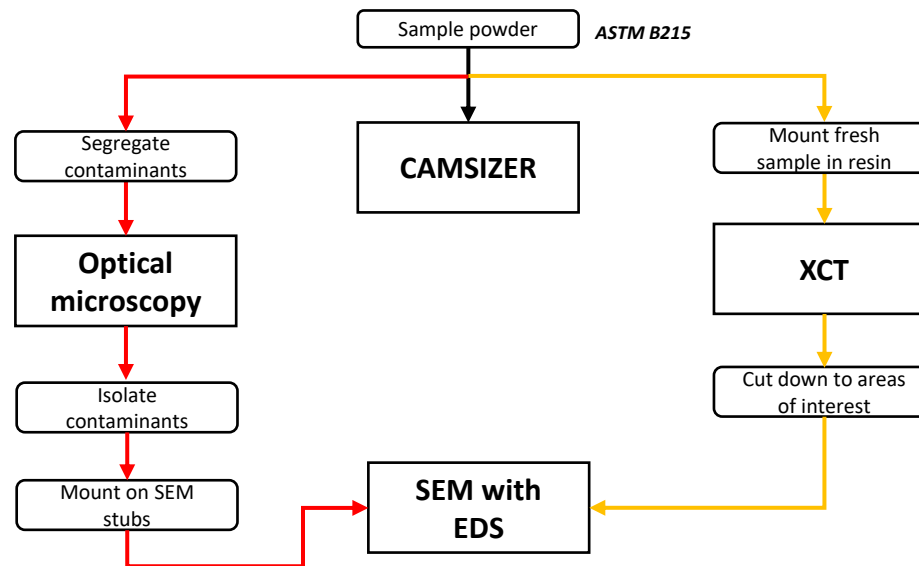 Sample powder
ASTM B215
Segregate
contaminants
CAMSIZER
Mount fresh
sample in resin
Optical
microscopy
XCT
Isolate
contaminants
Cut down to areas
of interest
Mount on SEM
stubs
SEM with
EDS